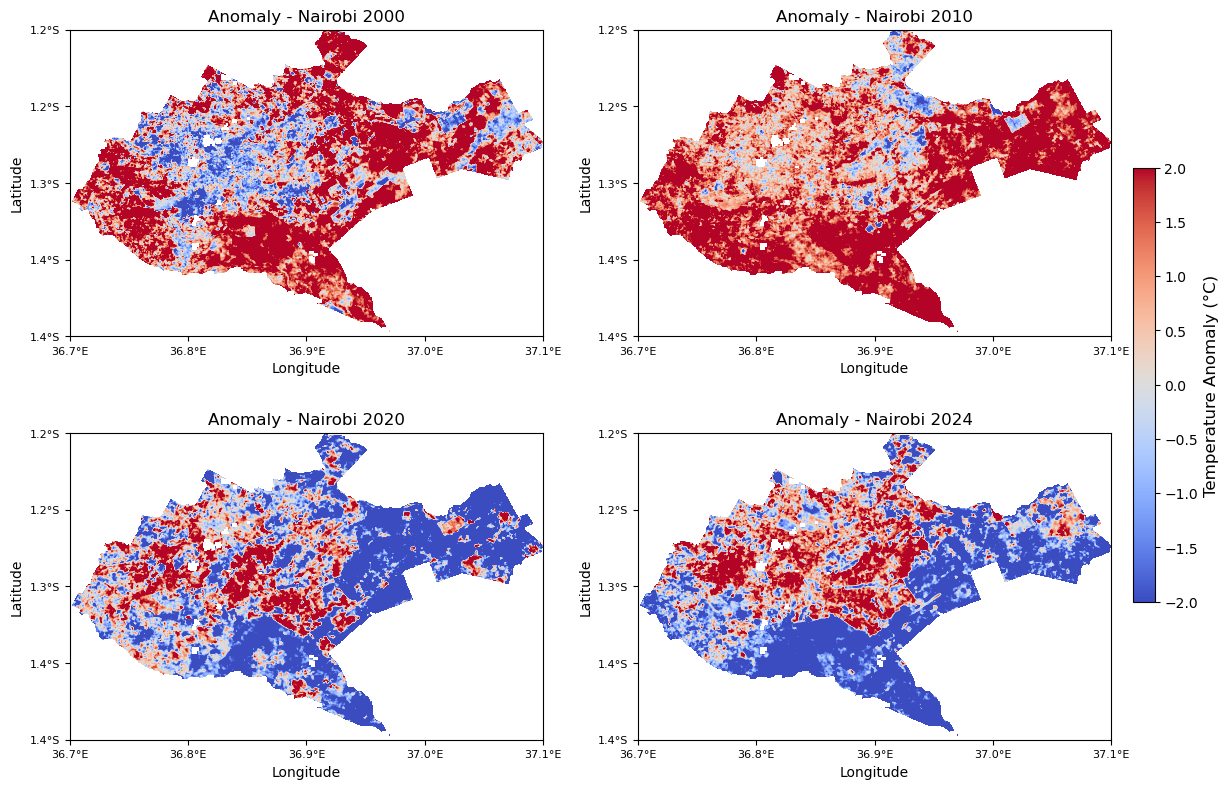 Anomaly - Nairobi 2000
1.2°S
1.2°S
1.3°S
1.4°S
1.4°S
Latitude
36.7°E 36.8°E 36.9°E 37.0°E 37.1°E
Longitude
Anomaly - Nairobi 2010
1.2°S
1.2°S
1.3°S
1.4°S
1.4°S
Latitude
36.7°E 36.8°E 36.9°E 37.0°E 37.1°E
Longitude
Anomaly - Nairobi 2020
1.2°S
1.2°S
1.3°S
1.4°S
1.4°S
Latitude
36.7°E 36.8°E 36.9°E 37.0°E 37.1°E
Longitude
Anomaly - Nairobi 2024
1.2°S
1.2°S
1.3°S
1.4°S
1.4°S
Latitude
36.7°E 36.8°E 36.9°E 37.0°E 37.1°E
Longitude
2.0
1.5
1.0
0.5
0.0
−0.5
−1.0
−1.5
−2.0
Temperature Anomaly (°C)